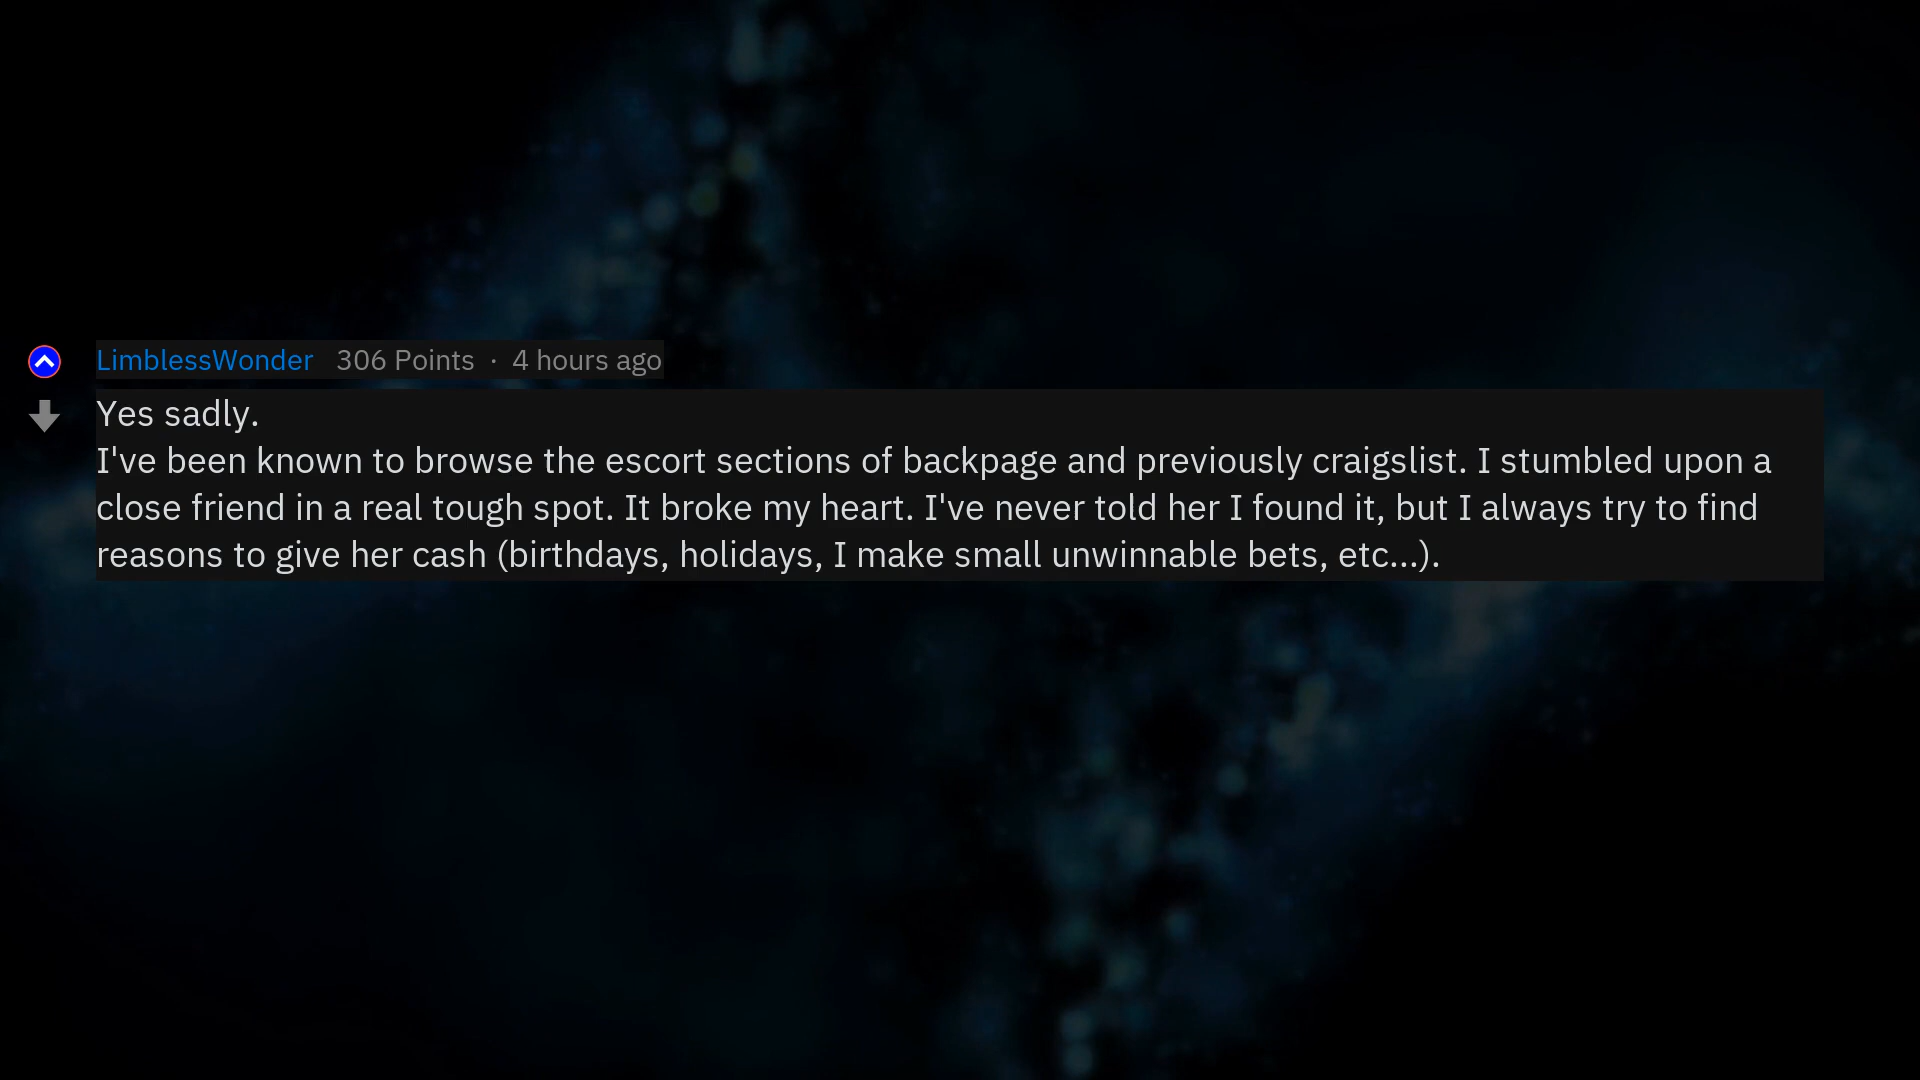 LimblessWonder 306 Points · 4 hours ago
Yes sadly.
I've been known to browse the escort sections of backpage and previously craigslist. I stumbled upon a
close friend in a real tough spot. It broke my heart. I've never told her I found it, but I always try to find
reasons to give her cash (birthdays, holidays, I make small unwinnable bets, etc...).